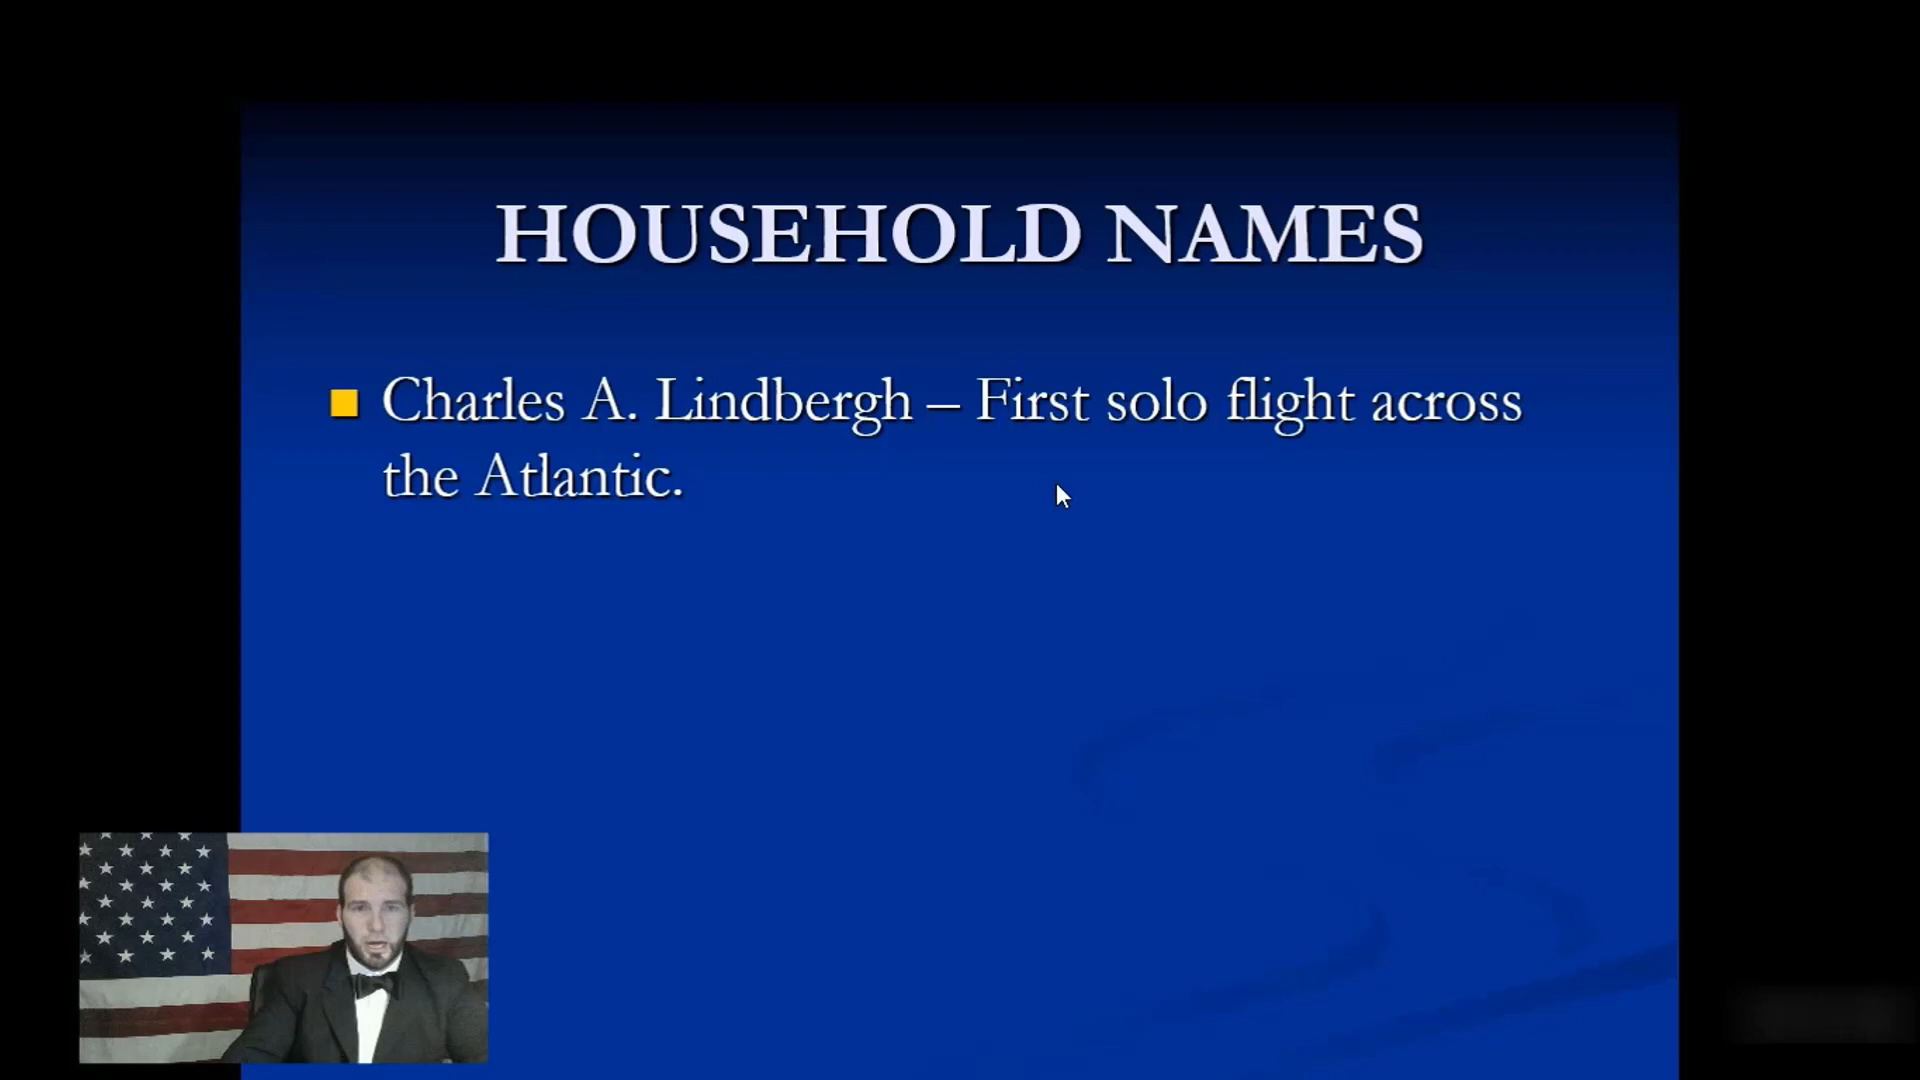 HOUSEHOLD NAMES
Charles A. Lindbergh – First solo flight across
the Atlantic.